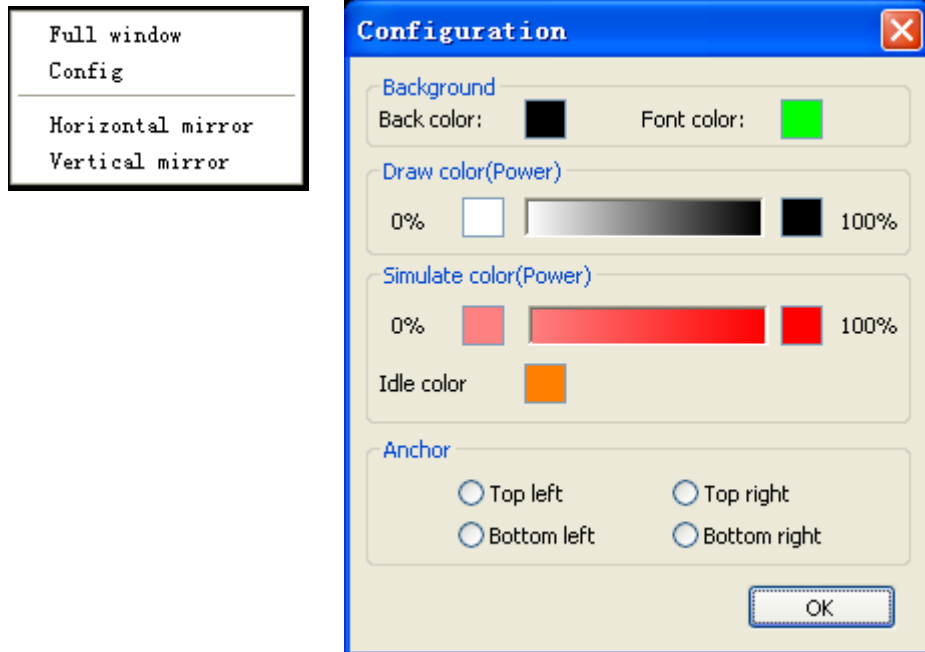 Full window
Config
Horizontal mirror
Vertical mirror
Configuration
Background
Back color: Font color:
Draw color(Power)
0% 100%
Simulate color(Power)
0% 100%
Idle color
Anchor
Top left Top right
Bottom left Bottom right
OK